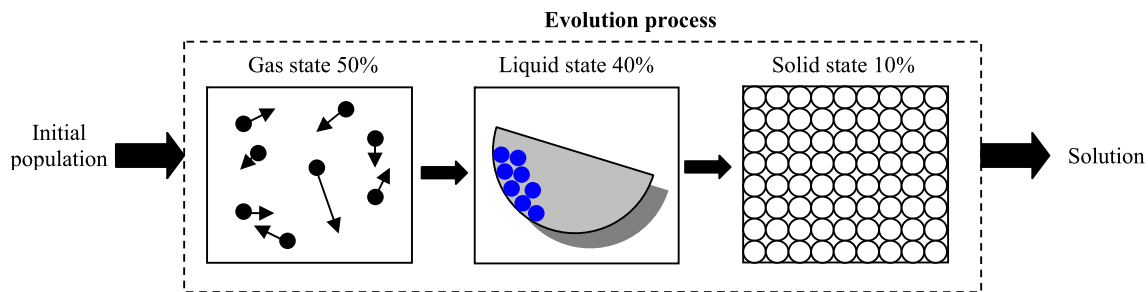 Evolution process
Gas state 50%
Liquid state 40%
Solid state 10%
Initial
population
Solution